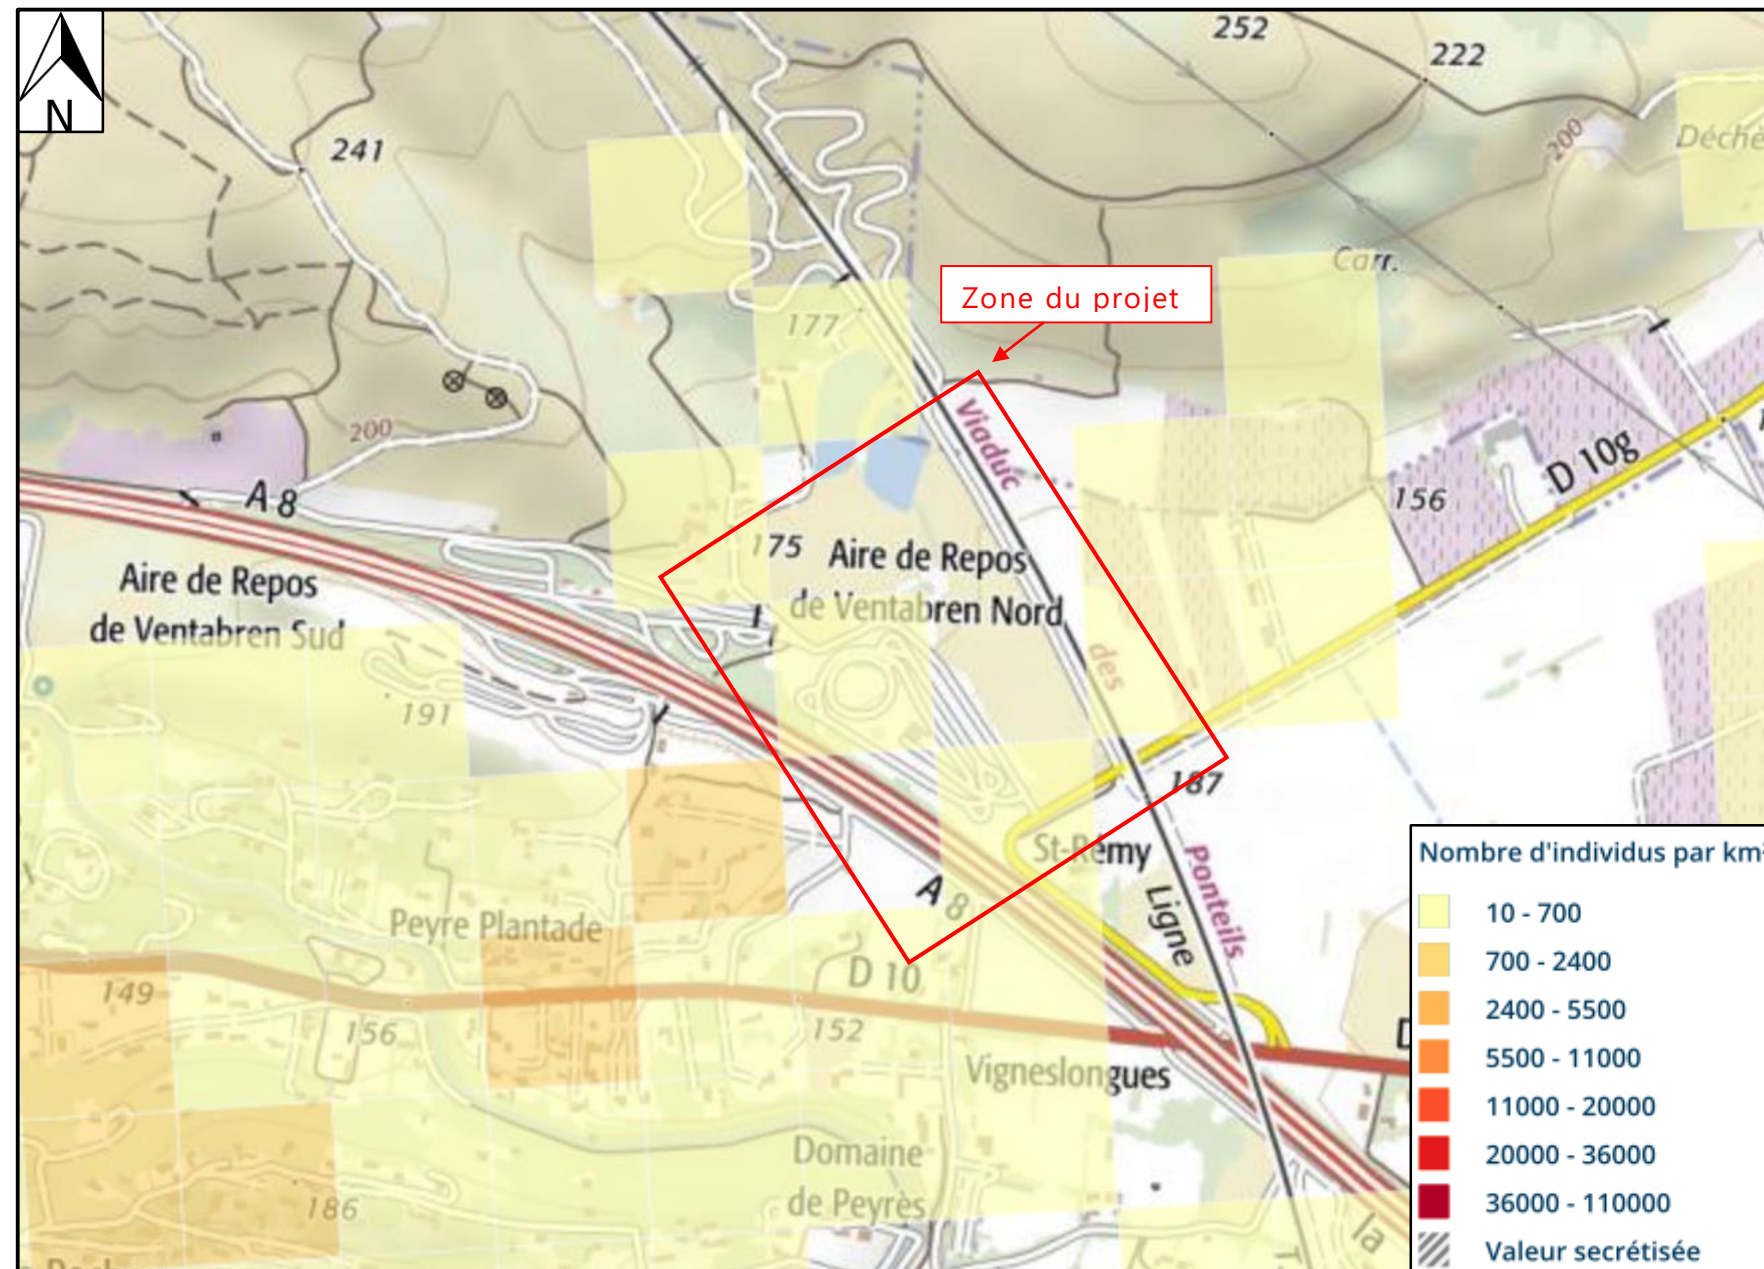 N
252
222
241
200
Déchè
Carr.
Zone du projet
177
Viaduc
200
A 8
D 10g
156
175
Aire de Repos
de Ventabren Nord
Aire de Repos
de Ventabren Sud
des
191
187
St-Rémy
Ponteils
Ligne
A 8
Peyre Plantade
D 10
149
156
152
Vigneslongues
D
Domaine
de Peyrès
186
la
Nombre d'individus par km²
10 - 700
700 - 2400
2400 - 5500
5500 - 11000
11000 - 20000
20000 - 36000
36000 - 110000
Valeur secrétisée